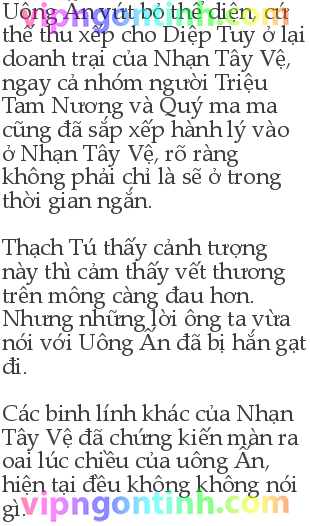 Uông Ấn vứt bỏ thể diện, cứ
thế thu xếp cho Diệp Tuy ở lại
doanh trại của Nhạn Tây Vệ,
ngay cả nhóm người Triệu
Tam Nương và Quý ma ma
cũng đã sắp xếp hành lý vào
ở Nhạn Tây Vệ, rõ ràng
không phải chỉ là sẽ ở trong
thời gian ngắn.
Thạch Tú thấy cảnh tượng
này thì cảm thấy vết thương
trên mông càng đau hơn.
Nhưng những lời ông ta vừa
nói với Uông Ấn đã bị hắn gạt
đi.
Các binh lính khác của Nhạn
Tây Vệ đã chứng kiến màn ra
oai lúc chiều của uông Ấn,
hiện tại đều không không nói
gì.
vipngontinh.com
vipngontinh.com